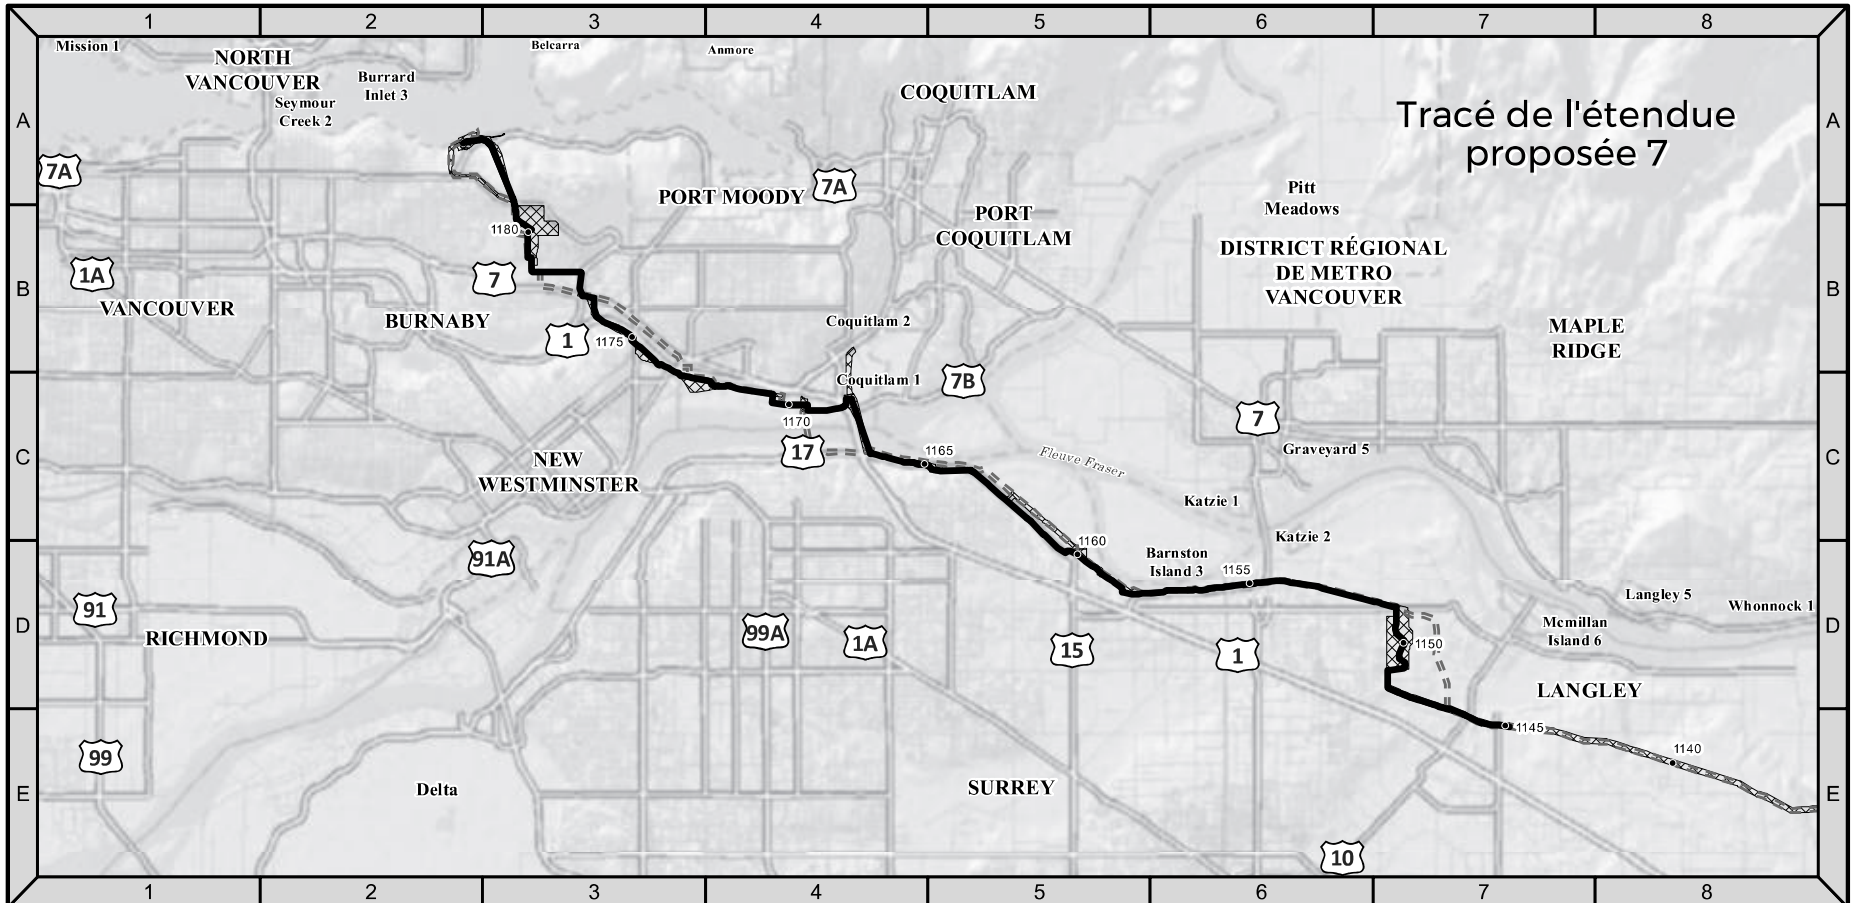 1 2 3 4 5 6 7 8
Mission 1
NORTH
VANCOUVER
Burrard
Inlet 3
Seymour
Creek 2
Belcarra
Anmore
COQUITLAM
Tracé de l'étendue
proposée 7
A
A
7A
PORT MOODY
7A
Pitt
Meadows
PORT
COQUITLAM
1180
DISTRICT RÉGIONAL
DE METRO
VANCOUVER
1A
7
B
B
VANCOUVER
BURNABY
1
1175
Coquitlam 2
MAPLE
RIDGE
Coquitlam 1
7B
1170
7
17
1165
Graveyard 5
C
C
NEW
WESTMINSTER
Fleuve Fraser
Katzie 1
1160
Katzie 2
91A
Barnston
Island 3
1155
91
Langley 5
Whonnock 1
D
D
RICHMOND
99A
1A
15
1
1150
Mcmillan
Island 6
LANGLEY
1145
1140
99
Delta
SURREY
E
E
10
1 2 3 4 5 6 7 8